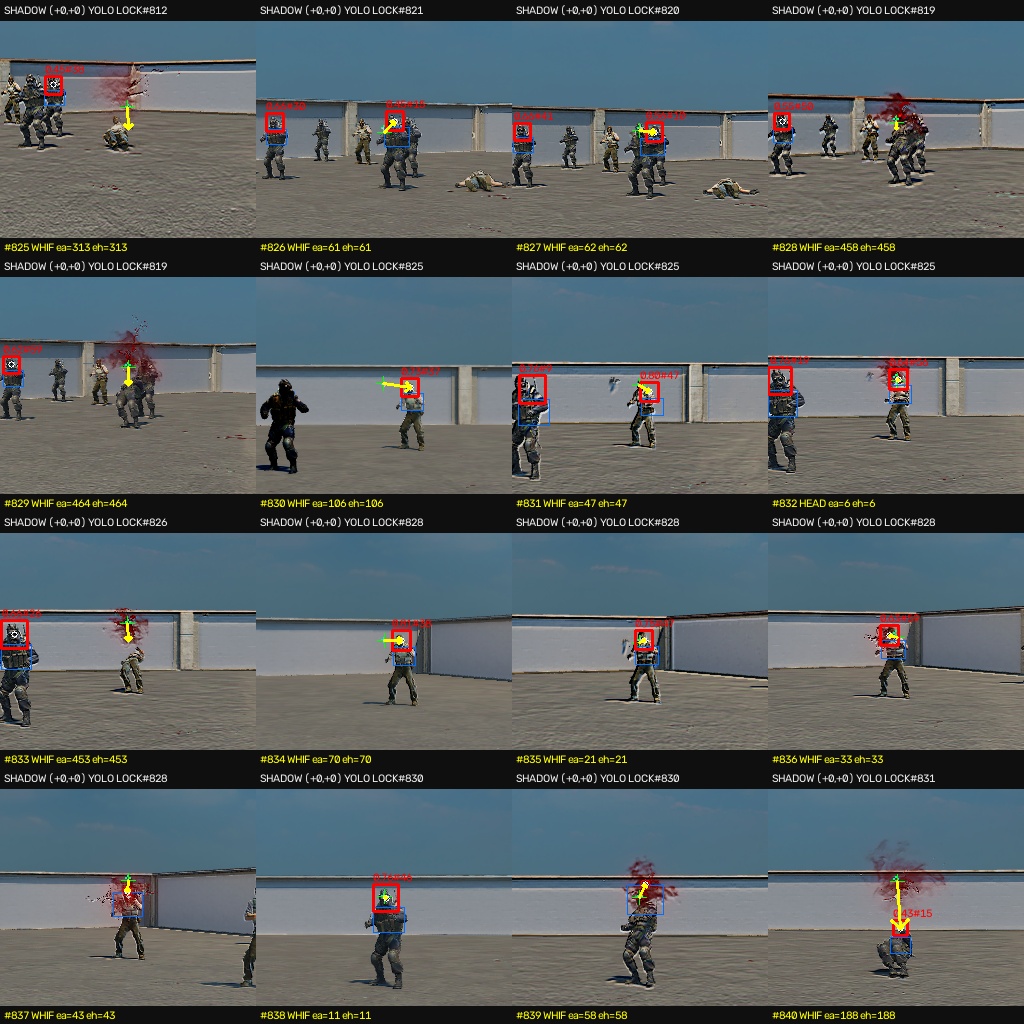 SHADOW (+0,+0) YOLO LOCK#812
SHADOW (+0,+0) YOLO LOCK#821
SHADOW (+0,+0) YOLO LOCK#820
SHADOW (+0,+0) YOLO LOCK#819
#825 WHIF ea=313 eh=313
#826 WHIF ea=61 eh=61
#827 WHIF ea=62 eh=62
#828 WHIF ea=458 eh=458
SHADOW (+0,+0) YOLO LOCK#819
SHADOW (+0,+0) YOLO LOCK#825
SHADOW (+0,+0) YOLO LOCK#825
SHADOW (+0,+0) YOLO LOCK#825
0.80#47
#829 WHIF ea=464 eh=464
#830 WHIF ea=106 eh=106
#831 WHIF ea=47 eh=47
#832 HEAD ea=6 eh=6
SHADOW (+0,+0) YOLO LOCK#826
SHADOW (+0,+0) YOLO LOCK#828
SHADOW (+0,+0) YOLO LOCK#828
SHADOW (+0,+0) YOLO LOCK#828
#833 WHIF ea=453 eh=453
#834 WHIF ea=70 eh=70
#835 WHIF ea=21 eh=21
#836 WHIF ea=33 eh=33
SHADOW (+0,+0) YOLO LOCK#828
SHADOW (+0,+0) YOLO LOCK#830
SHADOW (+0,+0) YOLO LOCK#830
SHADOW (+0,+0) YOLO LOCK#831
#837 WHIF ea=43 eh=43
#838 WHIF ea=11 eh=11
#839 WHIF ea=58 eh=58
#840 WHIF ea=188 eh=188